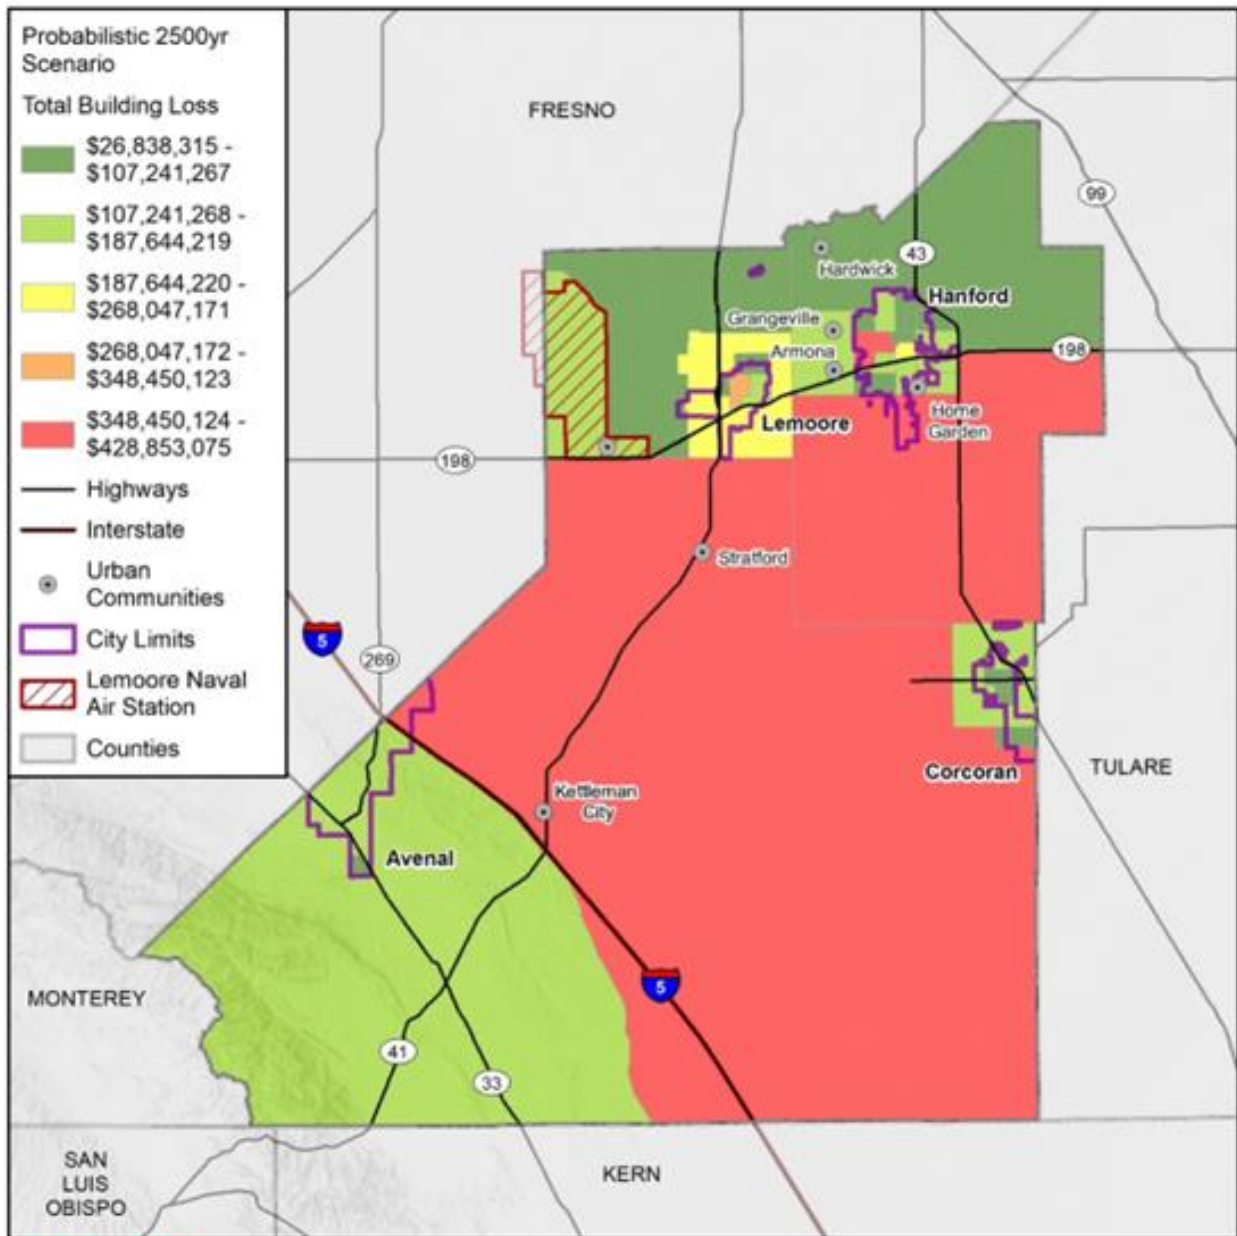 Probabilistic 2500yr
Scenario
Total Building Loss
$26,838,315 -
$107,241,267
$107,241,268 -
$187,644,219
$187,644,220 -
$268,047,171
$268,047,172 -
$348,450,123
$348,450,124 -
$428,853,075
Highways
Interstate
Urban
Communities
City Limits
Lemoore Naval
Air Station
Counties
FRESNO
99
Hardwick
43
Hanford
Grangeville
Armona
198
Home
Garden
Lemoore
198
Stratford
5
269
Corcoran
TULARE
Kettleman
City
Avenal
MONTEREY
5
41
33
SAN
LUIS
OBISPO
KERN